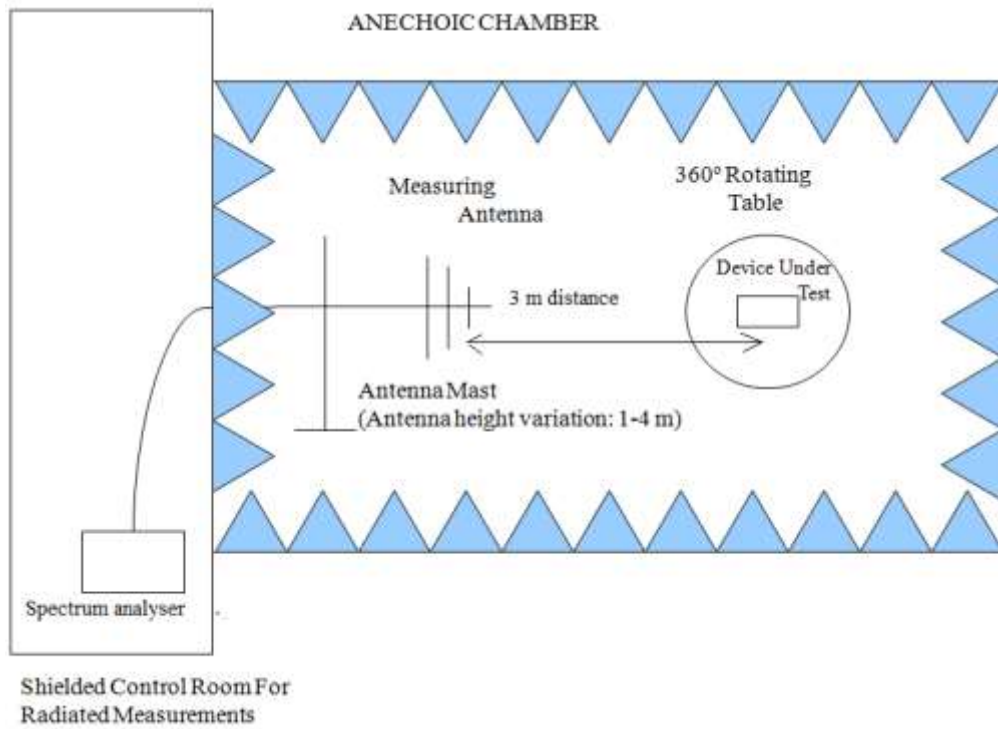 ANECHOIC CHAMBER
Measuring
Antenna
360° Rotating
Table
Device Under
Test
3 m distance
Antenna Mast
(Antenna height variation: 1-4 m)
Spectrum analyser
Shielded Control Room For
Radiated Measurements